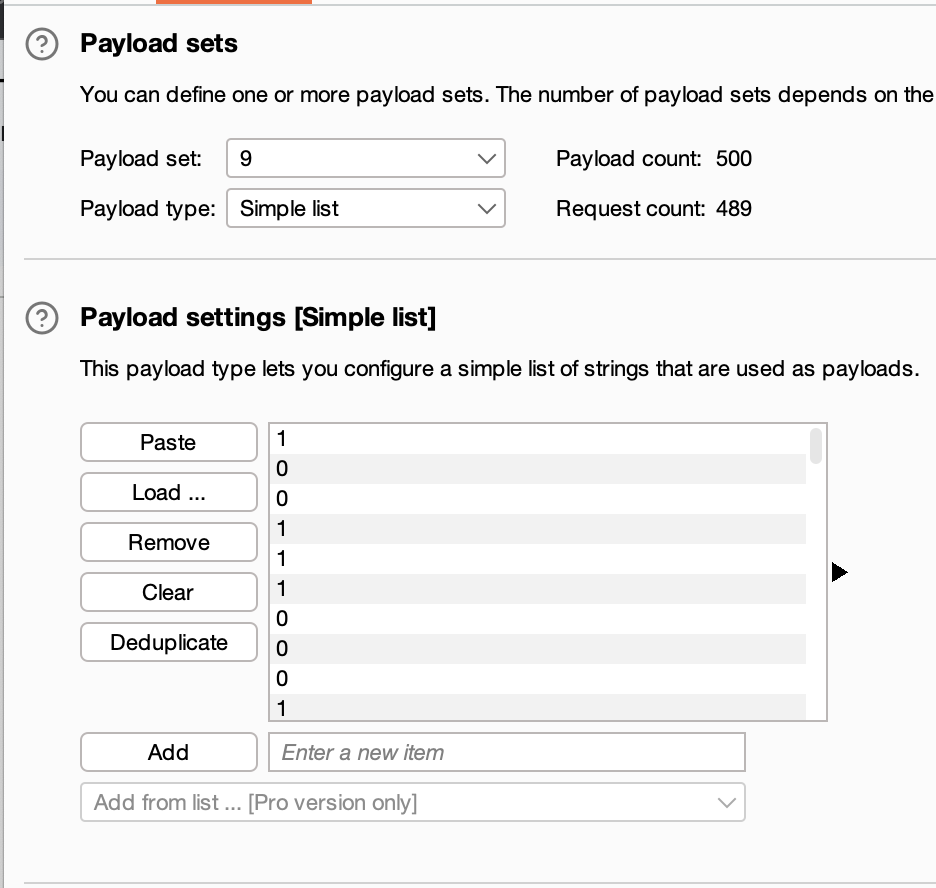 Payload sets
You can define one or more payload sets. The number of payload sets depends on the
Payload set: 9 Payload count: 500
Payload type: Simple list Request count: 489
Payload settings [Simple list]
This payload type lets you configure a simple list of strings that are used as payloads.
Paste
Load ...
Remove
Clear
Deduplicate
1
0
0
1
1
1
0
0
0
1
Add Enter a new item
Add from list ... [Pro version only]